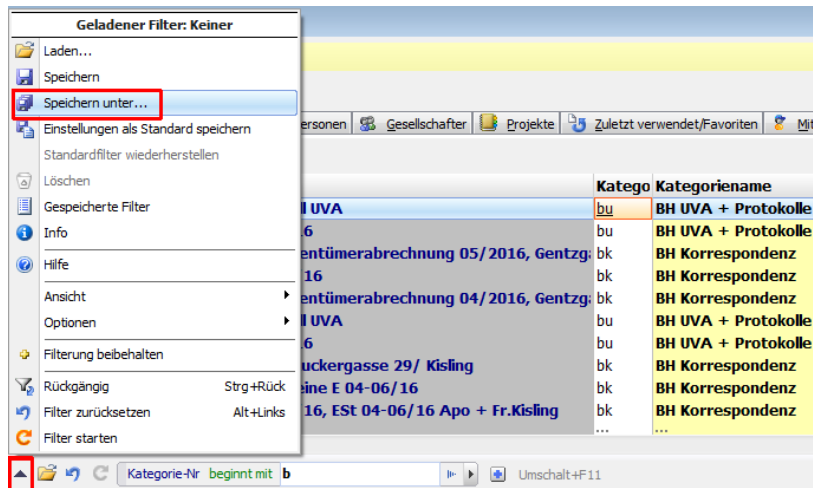 Geladener Filter: Keiner
Laden...
Speichern
Speichern unter...
Einstellungen als Standard speichern
Standardfilter wiederherstellen
Löschen
Gespeicherte Filter
Info
Hilfe
Ansicht
Optionen
Filterung beibehalten
Rückgängig Strg+Rück
Filter zurücksetzen Alt+Links
Filter starten
ersonen Gesellschafter Projekte Zuletzt verwendet/Favoriten Mit
Katego Kategoriename
l UVA bu BH UVA + Protokolle
.6 bu BH UVA + Protokolle
entümerabrechnung 05/2016, Gentzg: bk BH Korrespondenz
16 bk BH Korrespondenz
entümerabrechnung 04/2016, Gentzg: bk BH Korrespondenz
l UVA bu BH UVA + Protokolle
.6 bu BH UVA + Protokolle
uckergasse 29/ Kisling bk BH Korrespondenz
eine E 04-06/16 bk BH Korrespondenz
16, ESt 04-06/16 Apo + Fr.Kisling bk BH Korrespondenz
... ...
Kategorie-Nr beginnt mit b Umschalt+F11